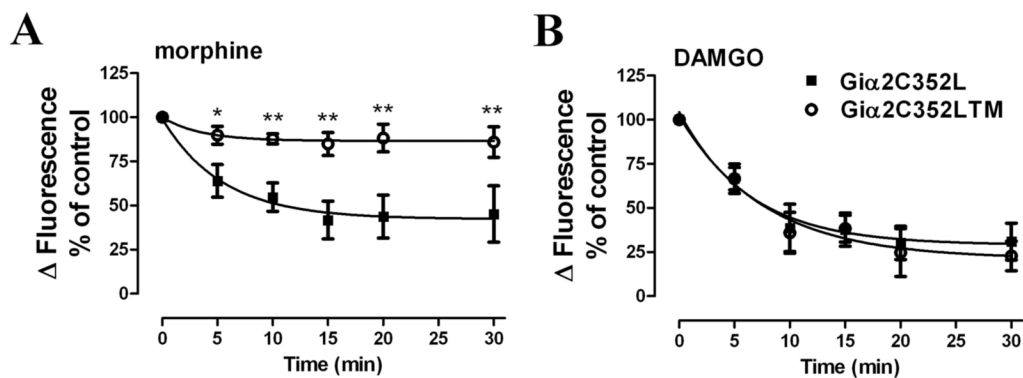 A
morphine
Δ Fluorescence
% of control
125
100
75
50
25
0
* ** ** ** **
0 5 10 15 20 25 30
Time (min)
B
DAMGO
Giα2C352L
Giα2C352LTM
Δ Fluorescence
% of control
125
100
75
50
25
0
0 5 10 15 20 25 30
Time (min)